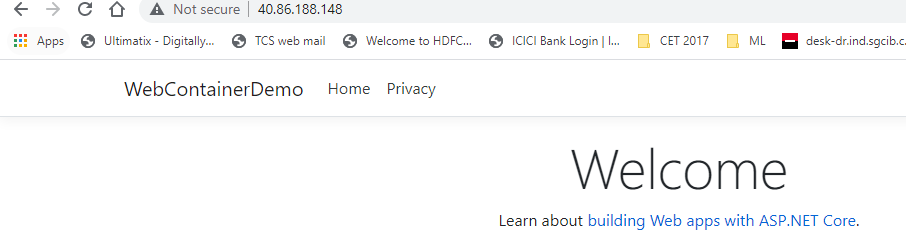 Not secure | 40.86.188.148
Apps Ultimatix - Digitally... TCS web mail Welcome to HDFC... ICICI Bank Login | I... CET 2017 ML desk-dr.ind.sgcib.c
WebContainerDemo Home Privacy
Welcome
Learn about building Web apps with ASP.NET Core.